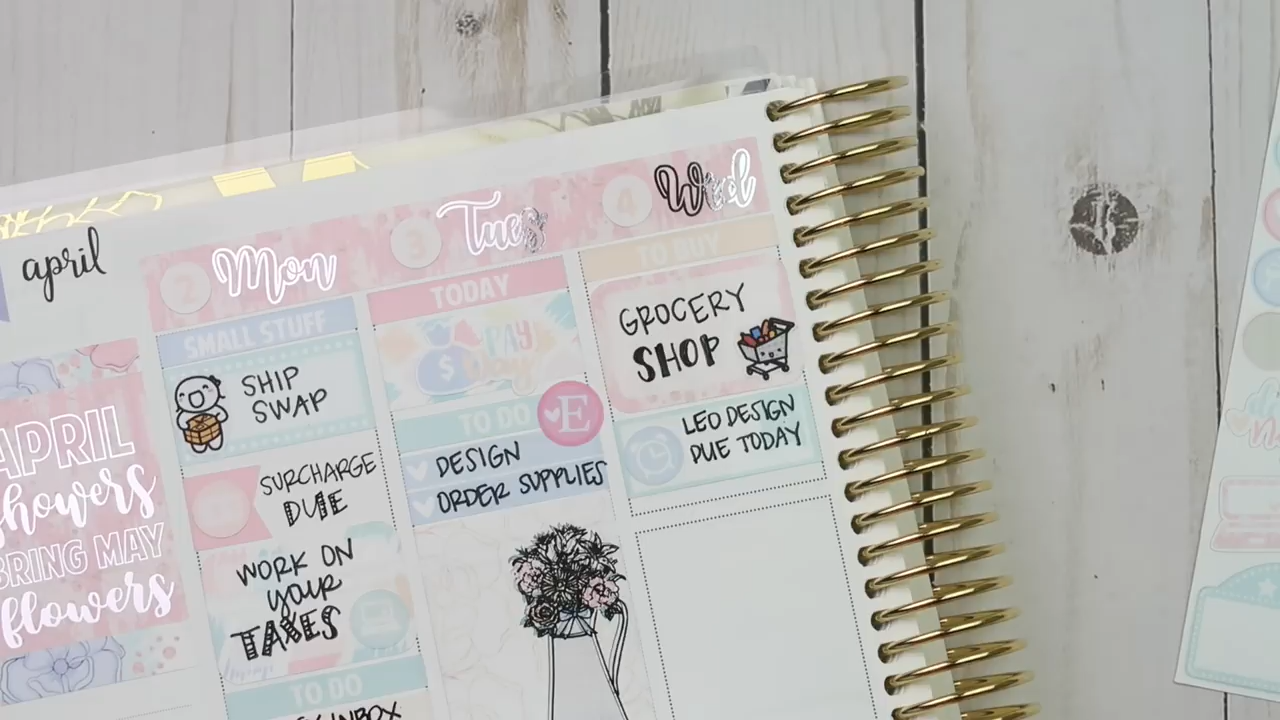 april
APRIL
showers
BRING MAY
flowers
2 Mon
SMALL STUFF
SHIP
SWAP
SURCHARGE
DUE
WORK ON
your
TAXES
TO DO
INBOX
3 Tues
TODAY
$ PAY
Day
TO DO
E
DESIGN
ORDER SUPPLIES
4 Wed
TO BUY
GROCERY
SHOP
LEO DESIGN
DUE TODAY